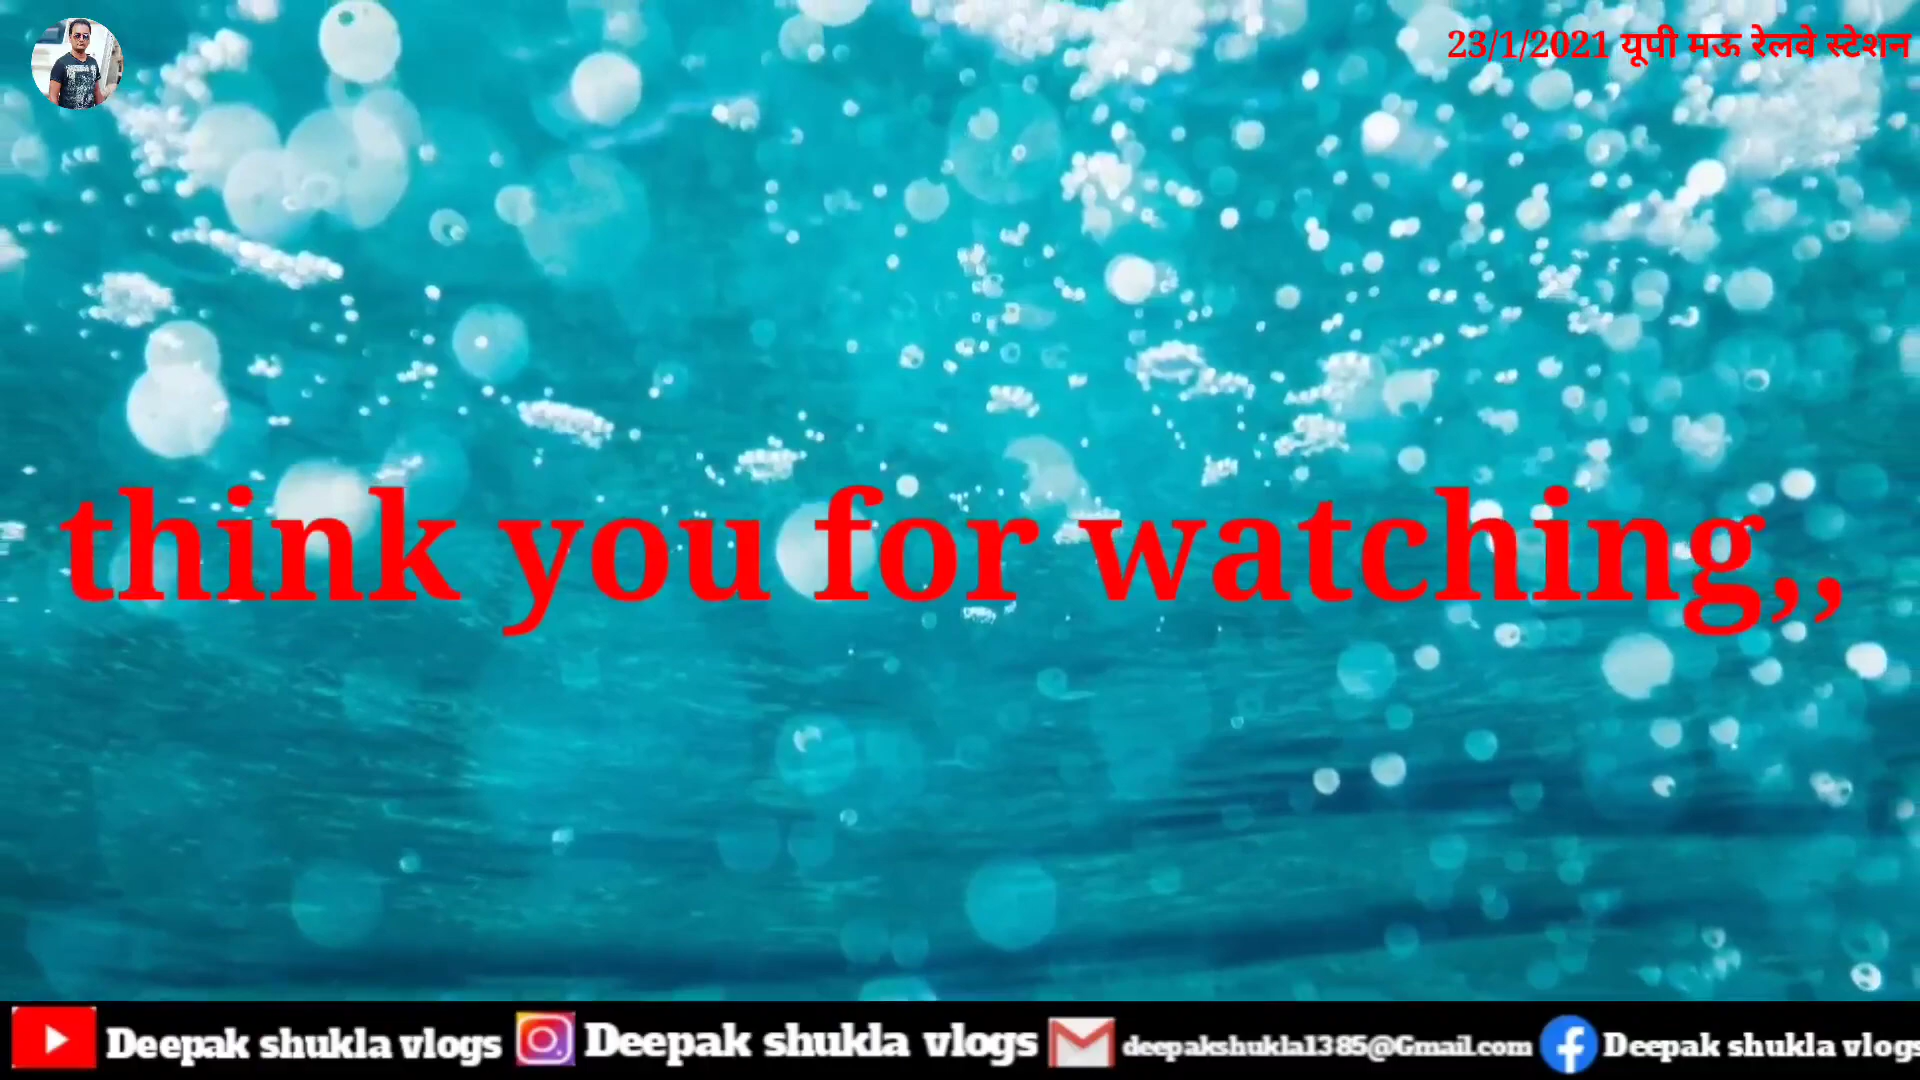 23/1/2021 यूपी मऊ रेलवे स्टेशन
think you for watching,,
Deepak shukla vlogs Deepak shukla vlogs deepakshukla1385@Gmail.com Deepak shukla vlogs